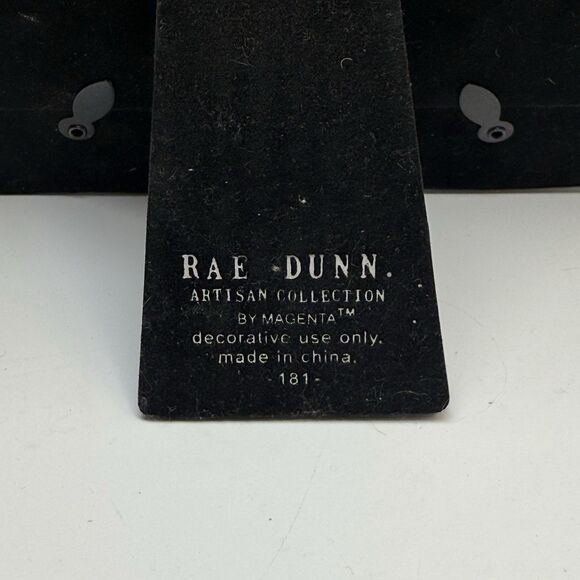 RAE DUNN.
ARTISAN COLLECTION
BY MAGENTA™
decorative use only.
made in china.
-181-